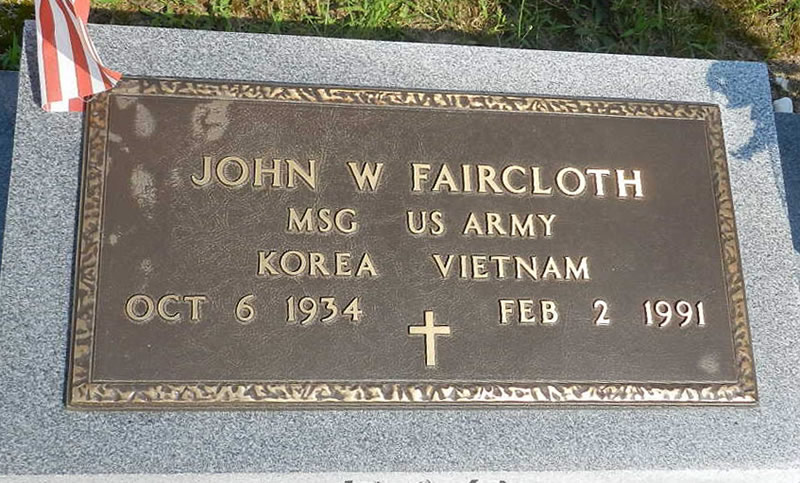 JOHN W FAIRCLOTH
MSG US ARMY
KOREA VIETNAM
OCT 6 1934 FEB 2 1991